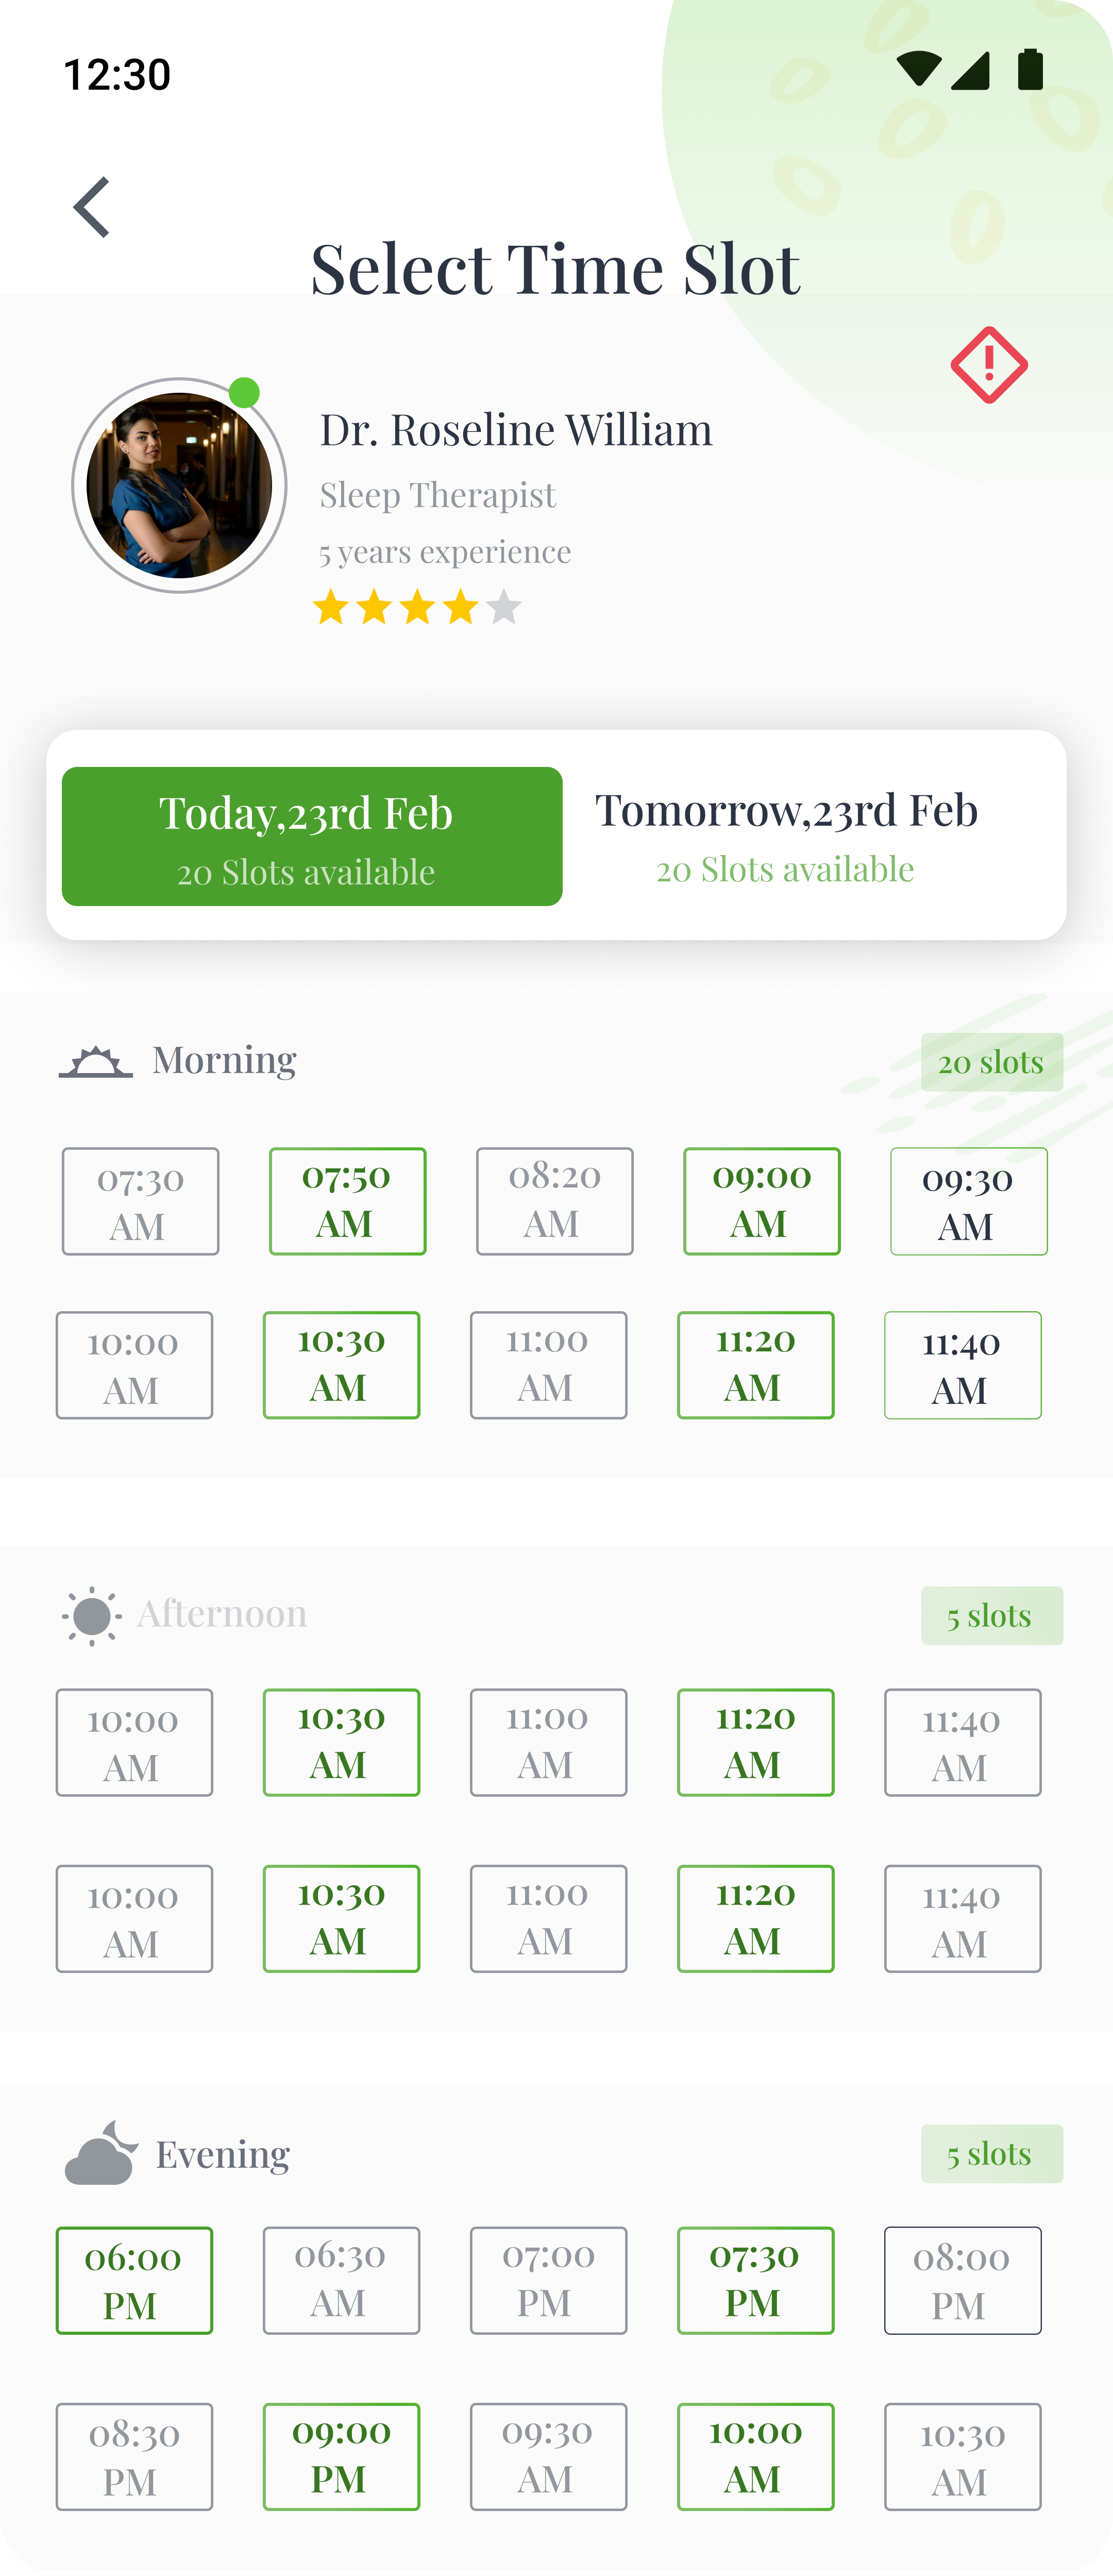 12:30
Select Time Slot
Dr. Roseline William
Sleep Therapist
5 years experience
Today,23rd Feb
20 Slots available
Tomorrow,23rd Feb
20 Slots available
Morning
20 slots
07:30
AM
07:50
AM
08:20
AM
09:00
AM
09:30
AM
10:00
AM
10:30
AM
11:00
AM
11:20
AM
11:40
AM
Afternoon
5 slots
10:00
AM
10:30
AM
11:00
AM
11:20
AM
11:40
AM
10:00
AM
10:30
AM
11:00
AM
11:20
AM
11:40
AM
Evening
5 slots
06:00
PM
06:30
AM
07:00
PM
07:30
PM
08:00
PM
08:30
PM
09:00
PM
09:30
AM
10:00
AM
10:30
AM